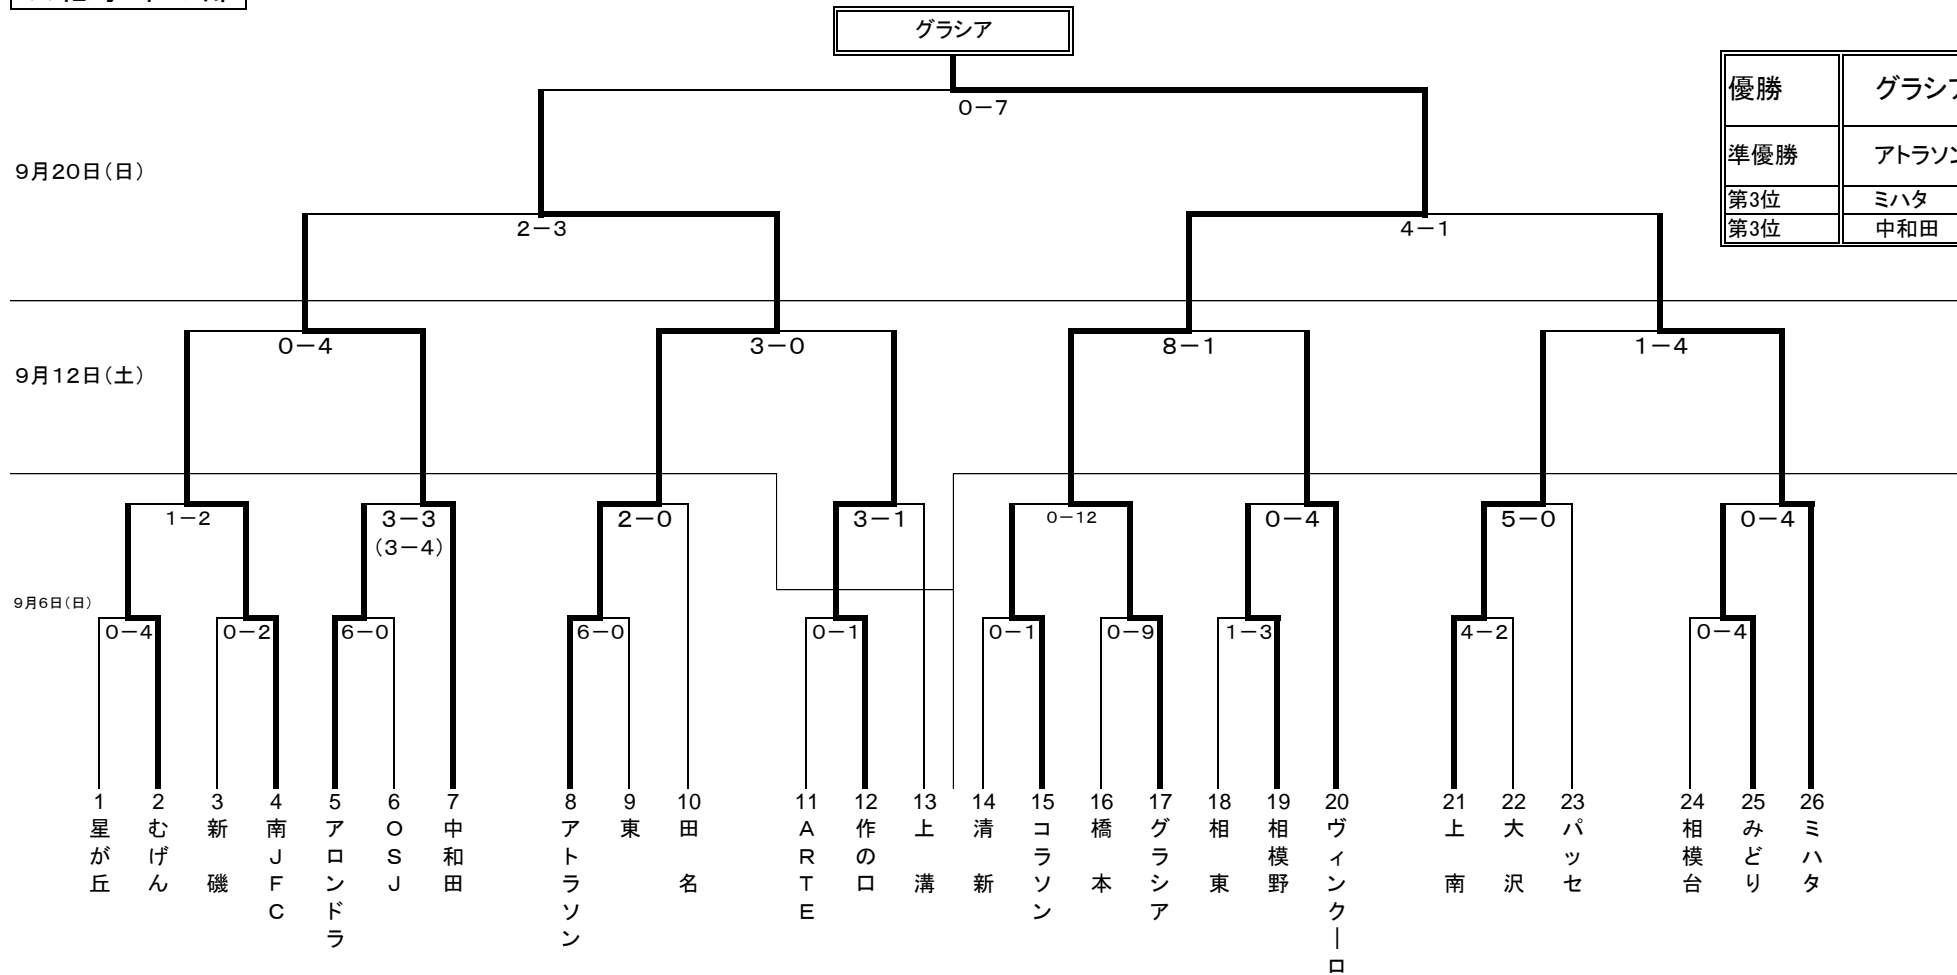 グラシア
優勝 グラシア
0－7
準優勝 アトラソン
9月20日(日)
第3位 ミハタ
2－3 4－1
第3位 中和田
0－4 3－0 8－1 1－4
9月12日(土)
1－2 3－3 2－0 3－1 0－12 0－4 5－0 0－4
(3－4)
9月6日(日)
0－4 0－2 6－0 6－0 0－1 0－1 0－9 1－3 4－2 0－4
1 星が丘
2 むげん
3 新磯
4 南JFC
5 アロンドラ
6 OSJ
7 中和田
8 アトラソン
9 東
10 田名
11 ARTE
12 作の口
13 上溝
14 清新
15 コラソン
16 橋本
17 グラシア
18 相東
19 相模野
20 ヴィンクーロ
21 上南
22 大沢
23 パッセ
24 相模台
25 みどり
26 ミハタ